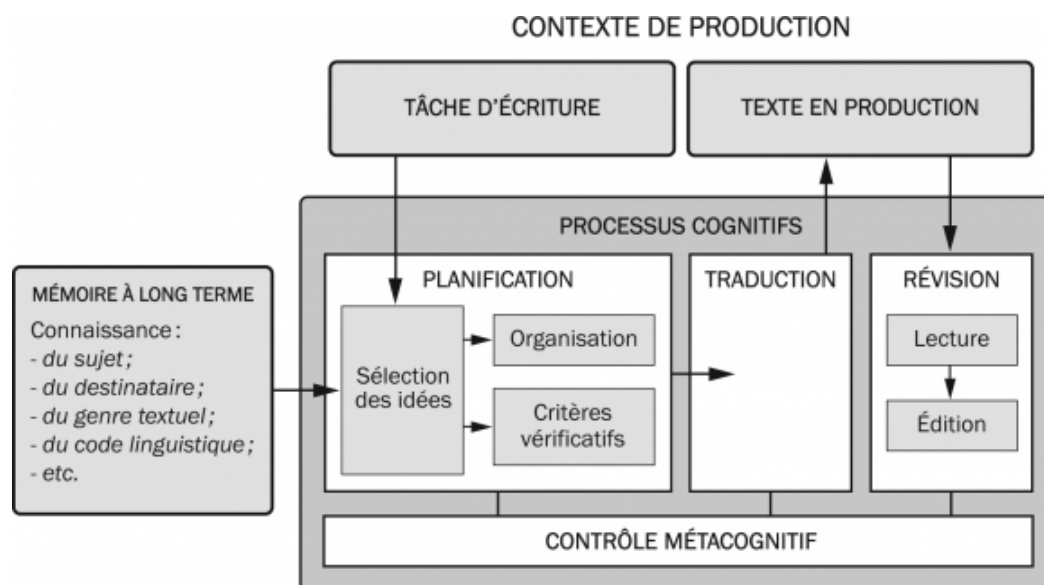 CONTEXTE DE PRODUCTION
TÂCHE D'ÉCRITURE
TEXTE EN PRODUCTION
PROCESSUS COGNITIFS
MÉMOIRE À LONG TERME
Connaissance :
- du sujet ;
- du destinataire ;
- du genre textuel ;
- du code linguistique ;
- etc.
PLANIFICATION
Sélection
des idées
Organisation
Critères
vérificatifs
TRADUCTION
RÉVISION
Lecture
Édition
CONTRÔLE MÉTACOGNITIF